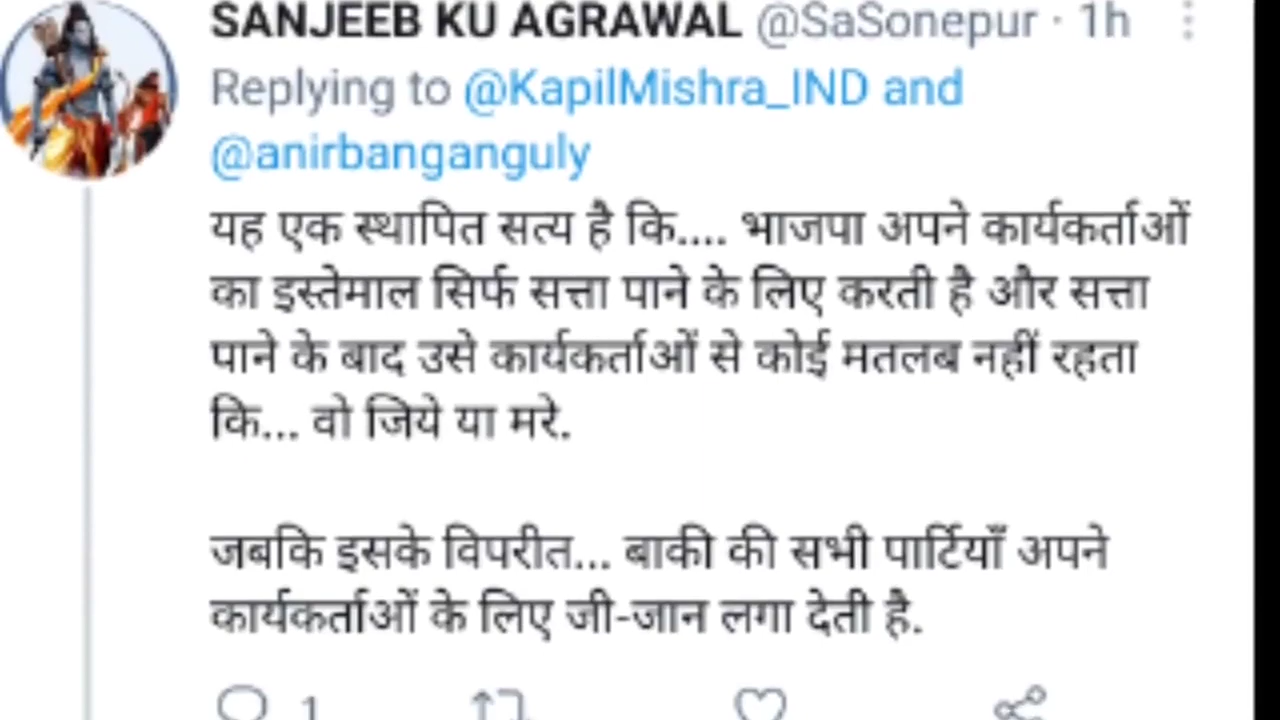 SANJEEB KU AGRAWAL @SaSonepur · 1h
Replying to @KapilMishra_IND and
@anirbanganguly
यह एक स्थापित सत्य है कि.... भाजपा अपने कार्यकर्ताओं
का इस्तेमाल सिर्फ सत्ता पाने के लिए करती है और सत्ता
पाने के बाद उसे कार्यकर्ताओं से कोई मतलब नहीं रहता
कि... वो जिये या मरे.
जबकि इसके विपरीत... बाकी की सभी पार्टियाँ अपने
कार्यकर्ताओं के लिए जी-जान लगा देती है.
1